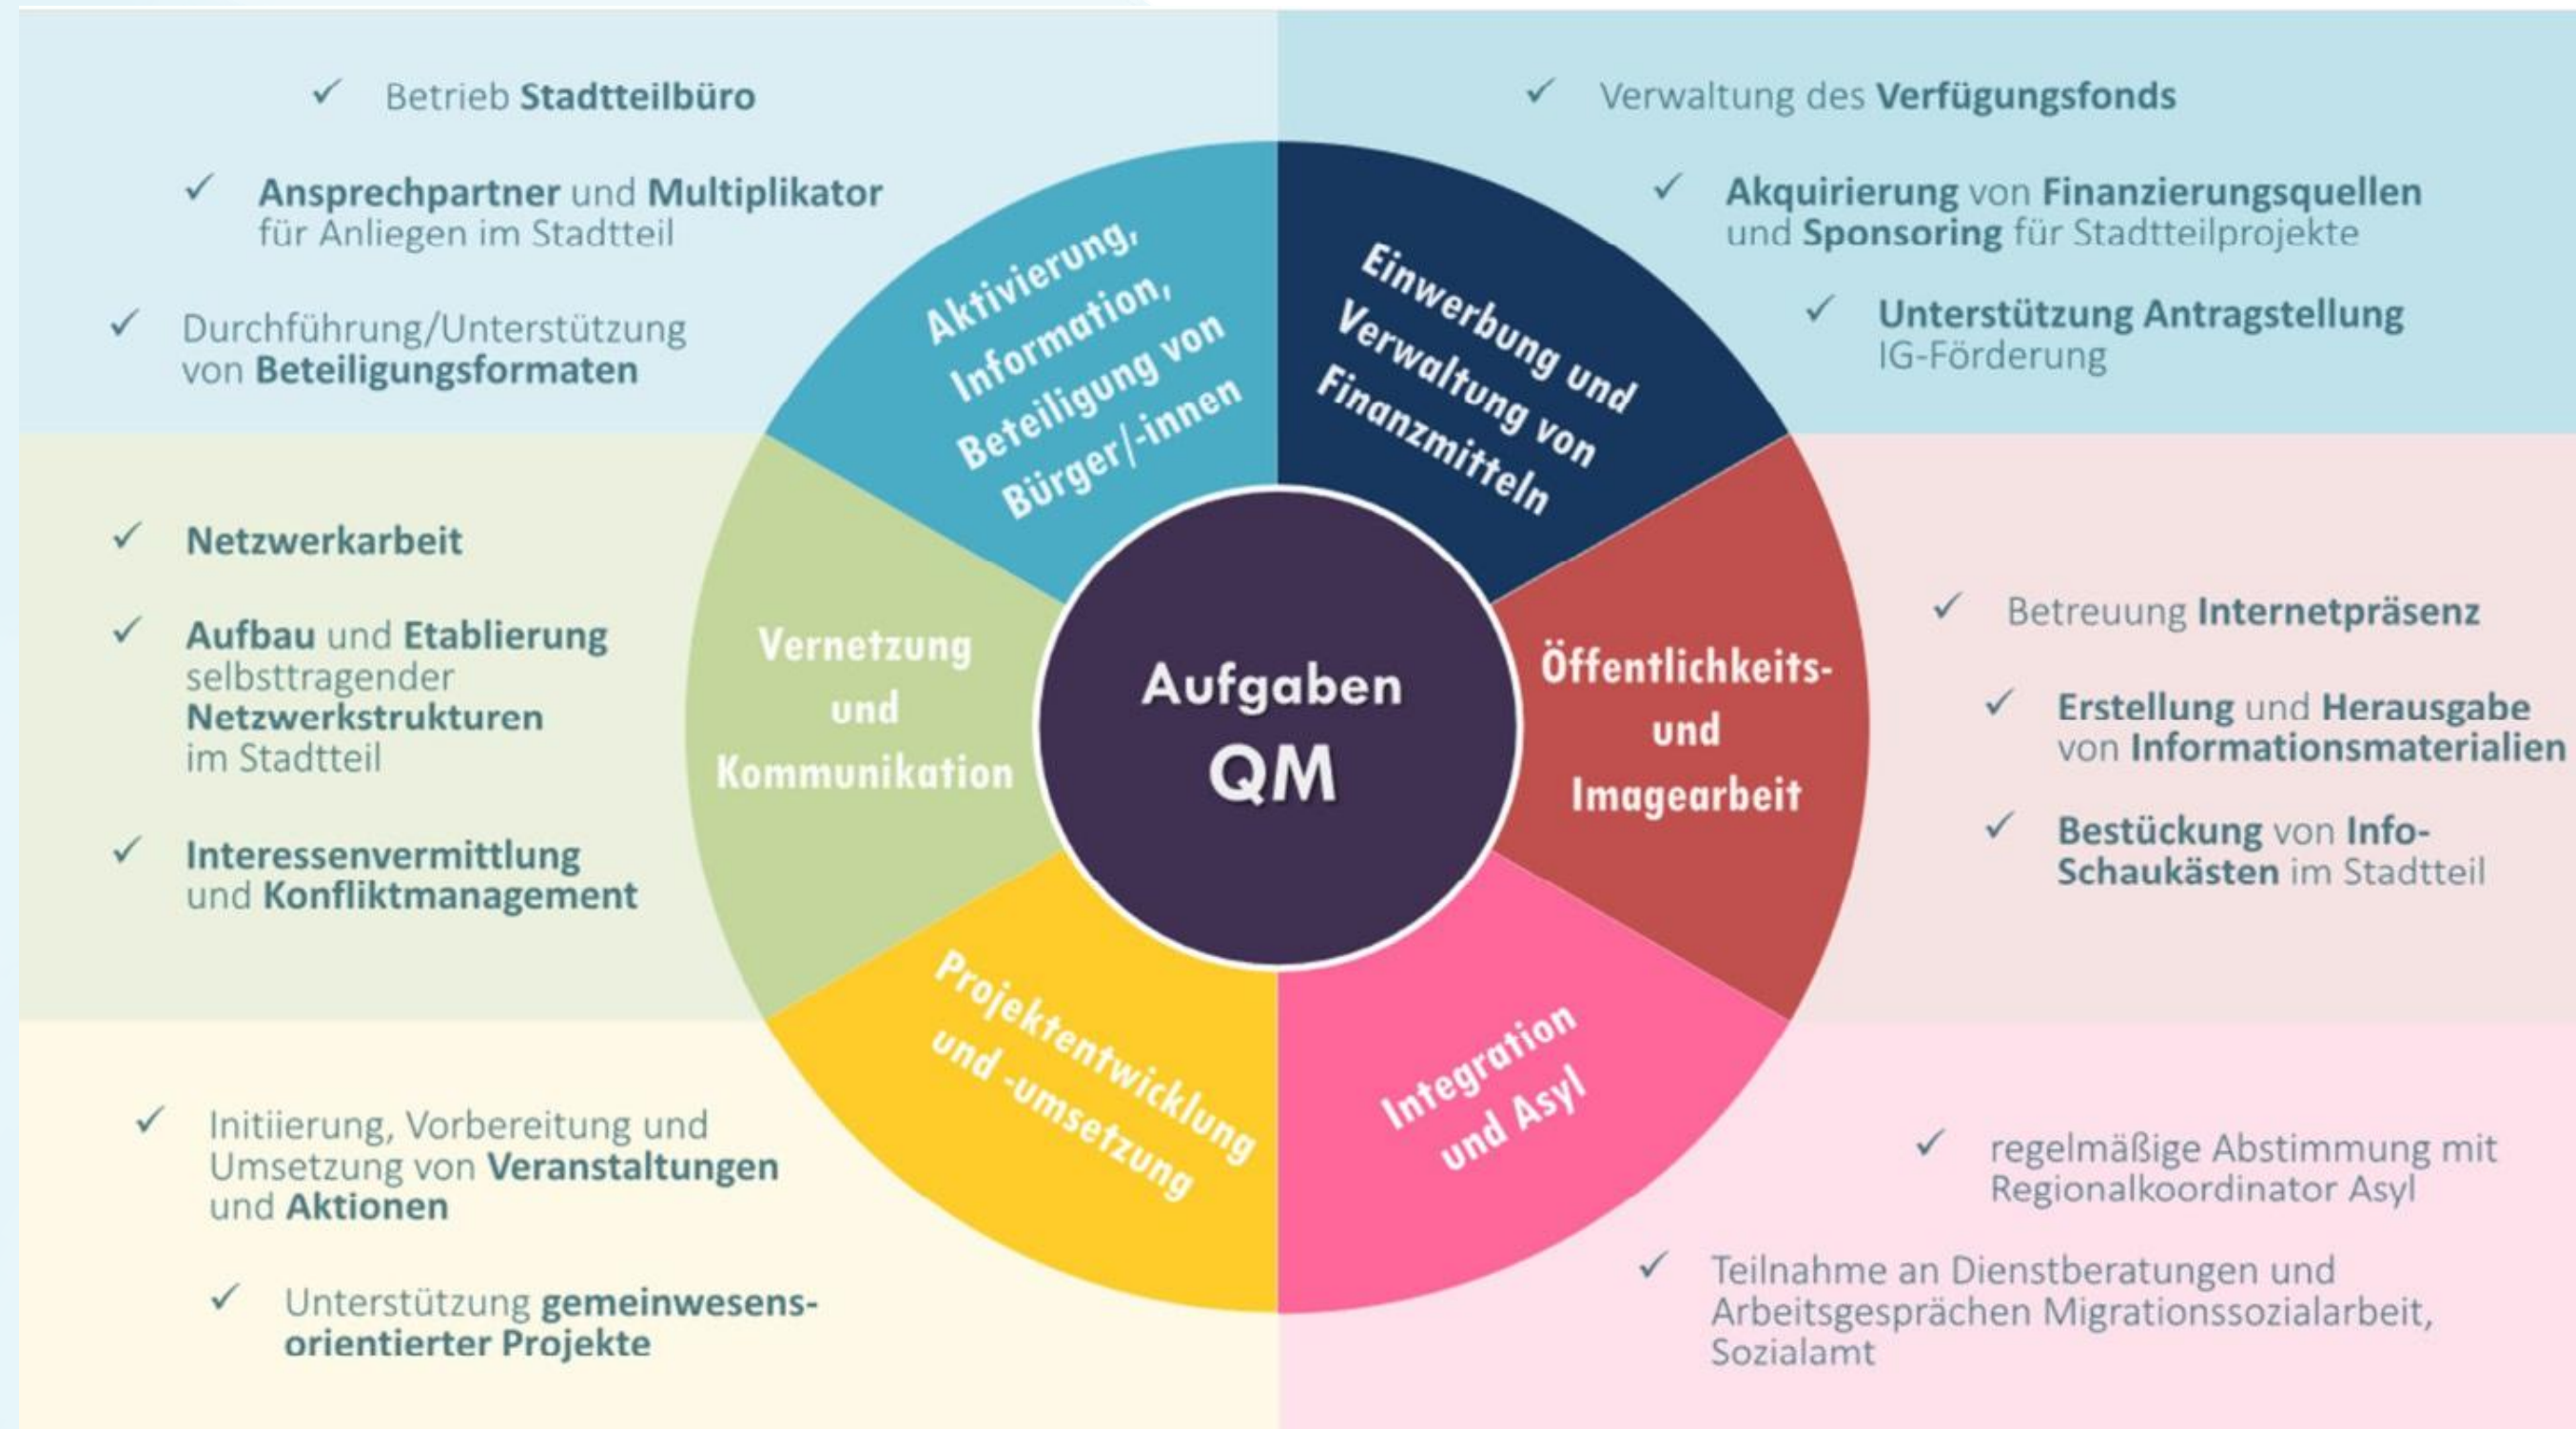 ✓ Betrieb Stadtteilbüro
✓ Ansprechpartner und Multiplikator
für Anliegen im Stadtteil
✓ Durchführung/Unterstützung
von Beteiligungsformaten
Aktivierung,
Information,
Beteiligung von
Bürger/-innen
✓ Verwaltung des Verfügungsfonds
✓ Akquirierung von Finanzierungsquellen
und Sponsoring für Stadtteilprojekte
✓ Unterstützung Antragstellung
IG-Förderung
Einwerbung und
Verwaltung von
Finanzmitteln
✓ Netzwerkarbeit
✓ Aufbau und Etablierung
selbsttragender
Netzwerkstrukturen
im Stadtteil
✓ Interessenvermittlung
und Konfliktmanagement
Vernetzung
und
Kommunikation
Aufgaben
QM
Öffentlichkeits-
und
Imagearbeit
✓ Betreuung Internetpräsenz
✓ Erstellung und Herausgabe
von Informationsmaterialien
✓ Bestückung von Info-
Schaukästen im Stadtteil
Projektentwicklung
und -umsetzung
✓ Initiierung, Vorbereitung und
Umsetzung von Veranstaltungen
und Aktionen
✓ Unterstützung gemeinwesens-
orientierter Projekte
Integration
und Asyl
✓ regelmäßige Abstimmung mit
Regionalkoordinator Asyl
✓ Teilnahme an Dienstberatungen und
Arbeitsgesprächen Migrationssozialarbeit,
Sozialamt